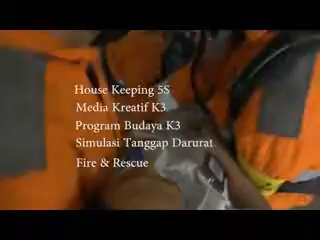 House Keeping 5S
Media Kreatif K3
Program Budaya K3
Simulasi Tanggap Darurat
Fire & Rescue